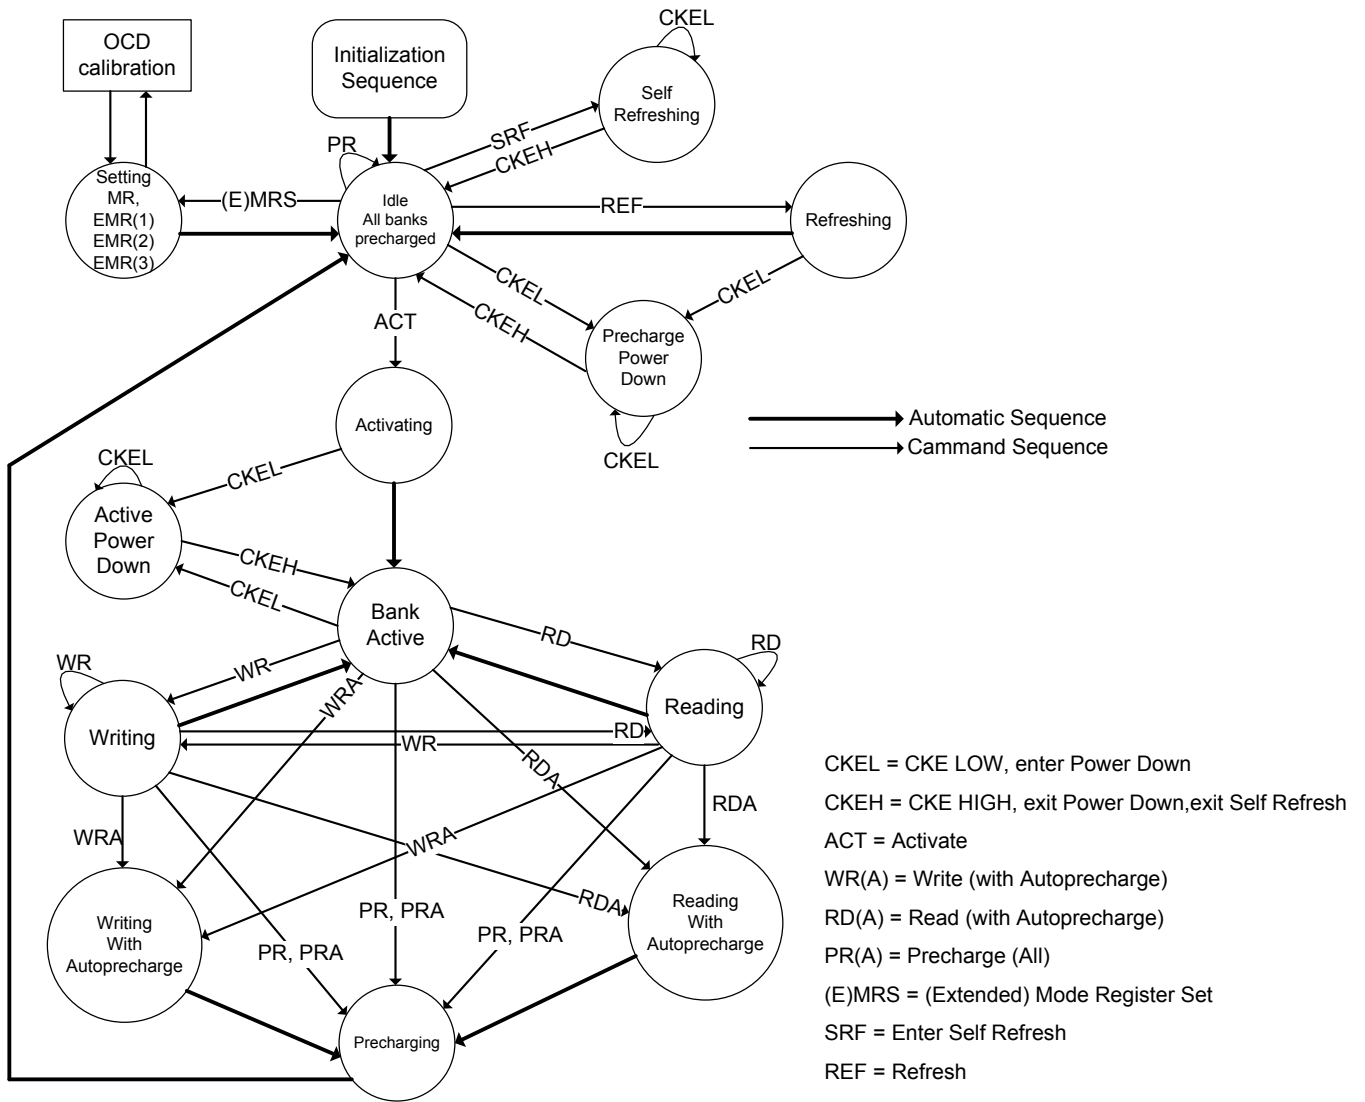 OCD
calibration
Initialization
Sequence
CKEL
Self
Refreshing
SRF
CKEH
PR
Setting
MR,
EMR(1)
EMR(2)
EMR(3)
(E)MRS
Idle
All banks
precharged
REF
Refreshing
CKEL
CKEH
CKEL
ACT
Precharge
Power
Down
CKEL
Activating
Automatic Sequence
Cammand Sequence
CKEL
CKEL
Active
Power
Down
CKEH
CKEL
Bank
Active
RD
RD
WR
WR
WRA
Reading
Writing
RD
WR
RDA
RDA
WRA
WRA
RDA
PR, PRA
PR, PRA
PR, PRA
Writing
With
Autoprecharge
Reading
With
Autoprecharge
Precharging
CKEL = CKE LOW, enter Power Down
CKEH = CKE HIGH, exit Power Down,exit Self Refresh
ACT = Activate
WR(A) = Write (with Autoprecharge)
RD(A) = Read (with Autoprecharge)
PR(A) = Precharge (All)
(E)MRS = (Extended) Mode Register Set
SRF = Enter Self Refresh
REF = Refresh